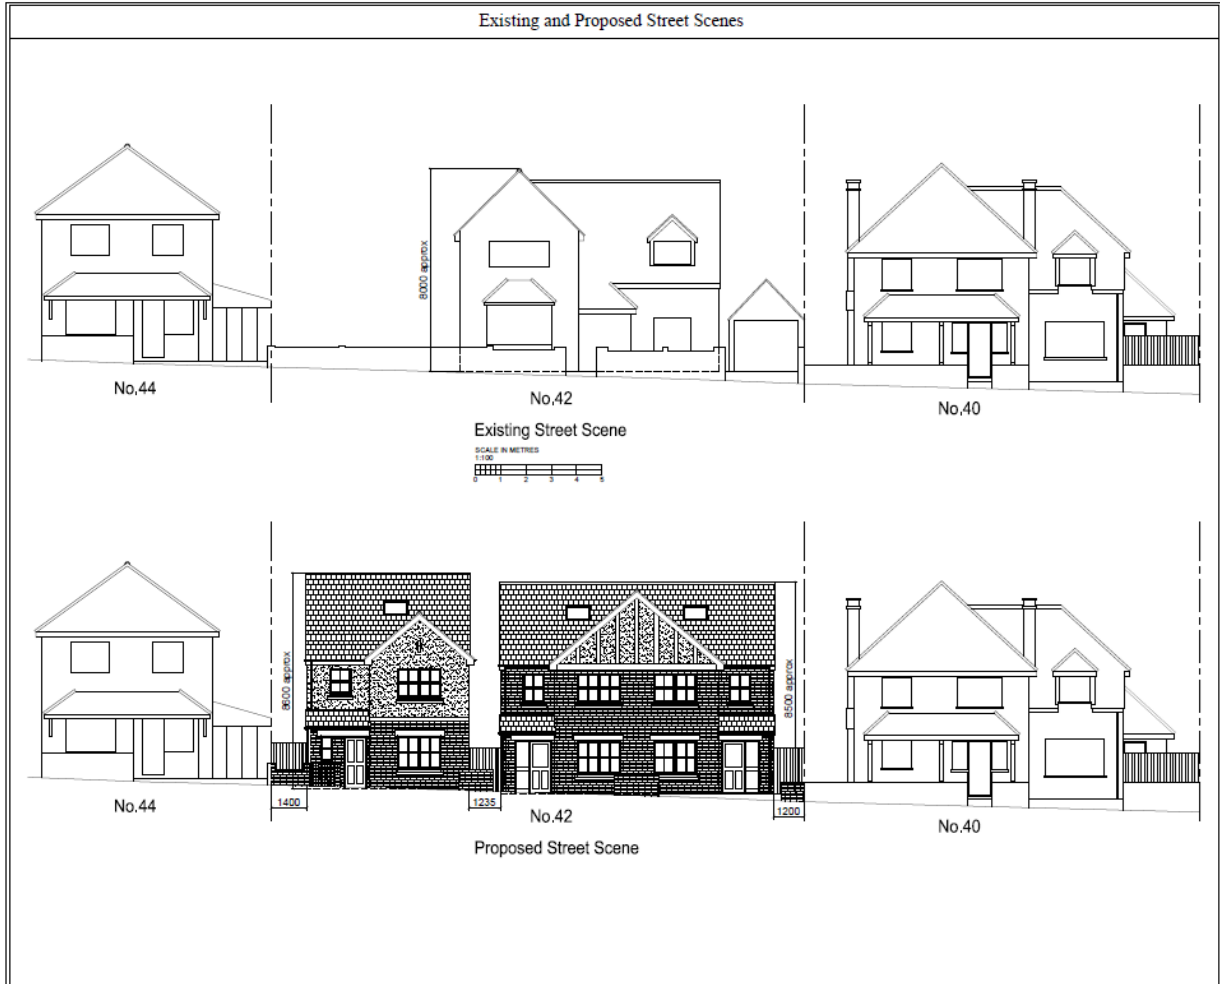 Existing and Proposed Street Scenes
8000 approx
No.44
No.42
No.40
Existing Street Scene
SCALE IN METRES
1:100
0 1 2 3 4 5
8600 approx
8500 approx
1400
1235
1200
No.44
No.42
No.40
Proposed Street Scene